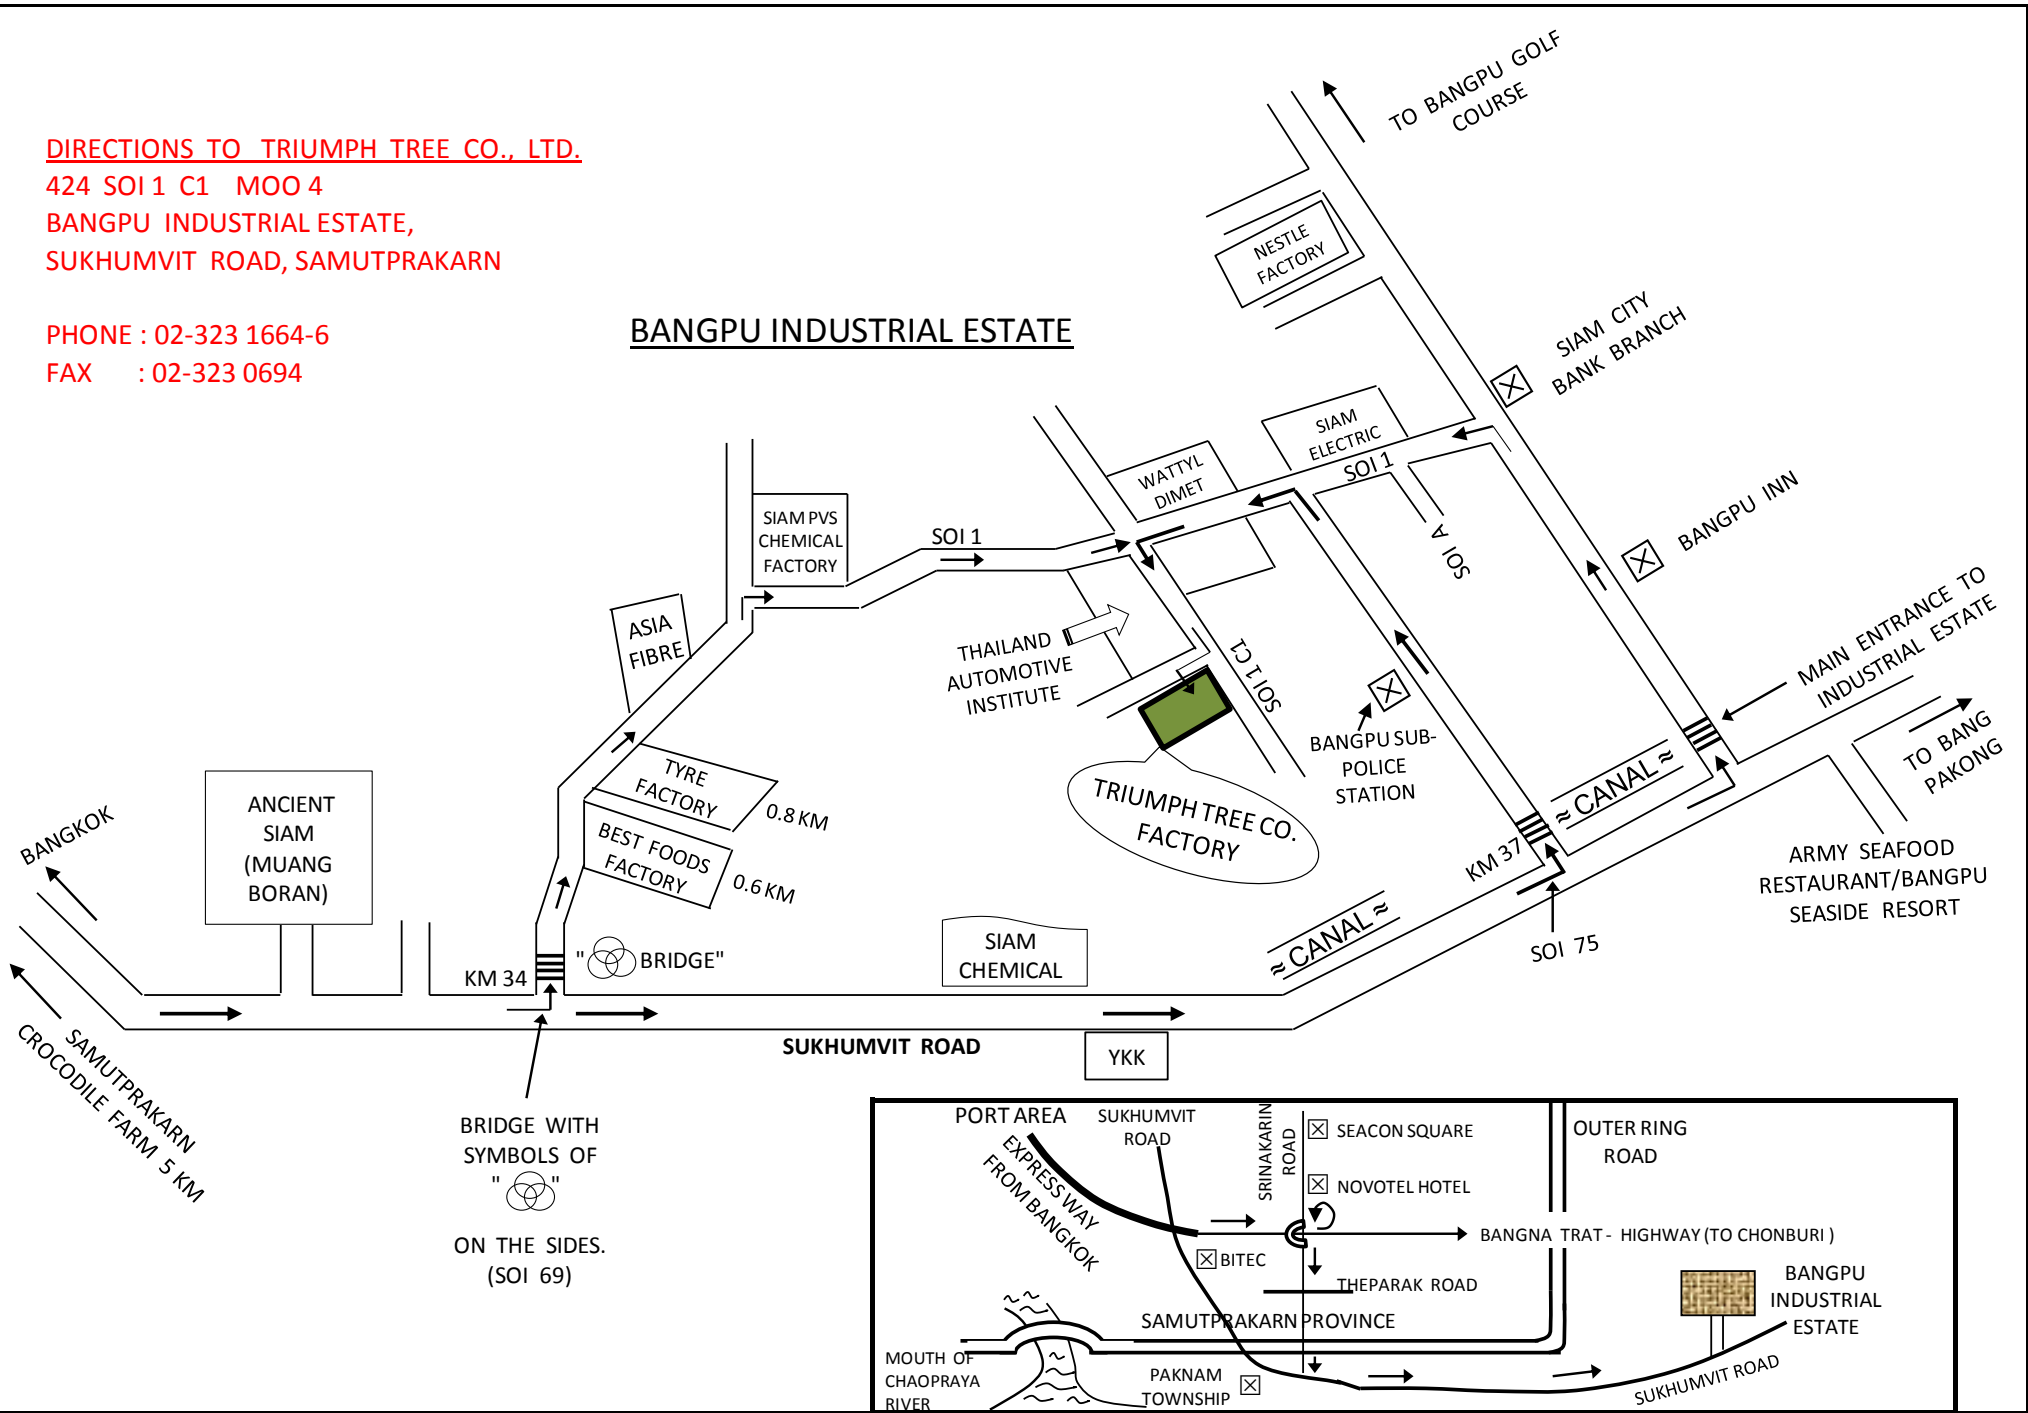 DIRECTIONS TO TRIUMPH TREE CO., LTD.
424 SOI 1 C1 MOO 4
BANGPU INDUSTRIAL ESTATE,
SUKHUMVIT ROAD, SAMUTPRAKARN
PHONE : 02-323 1664-6
FAX : 02-323 0694
BANGPU INDUSTRIAL ESTATE
TO BANGPU GOLF
COURSE
NESTLE
FACTORY
SIAM CITY
BANK BRANCH
SIAM
ELECTRIC
SOI 1
WATTYL
DIMET
SOI A
BANGPU INN
SIAM PVS
CHEMICAL
FACTORY
SOI 1
ASIA
FIBRE
THAILAND
AUTOMOTIVE
INSTITUTE
SOI 1 C1
MAIN ENTRANCE TO
INDUSTRIAL ESTATE
TO BANG
PAKONG
BANGPU SUB-
POLICE
STATION
TRIUMPH TREE CO.
FACTORY
≈ CANAL ≈
KM 37
ARMY SEAFOOD
RESTAURANT/BANGPU
SEASIDE RESORT
SOI 75
≈ CANAL ≈
TYRE
FACTORY
0.8 KM
BEST FOODS
FACTORY
0.6 KM
ANCIENT
SIAM
(MUANG
BORAN)
BANGKOK
KM 34
" BRIDGE"
SIAM
CHEMICAL
SUKHUMVIT ROAD
YKK
SAMUTPRAKARN
CROCODILE FARM 5 KM
BRIDGE WITH
SYMBOLS OF
" "
ON THE SIDES.
(SOI 69)
PORT AREA
EXPRESS WAY
FROM BANGKOK
SUKHUMVIT
ROAD
SRINAKARIN
ROAD
SEACON SQUARE
NOVOTEL HOTEL
OUTER RING
ROAD
BANGNA TRAT - HIGHWAY (TO CHONBURI )
BITEC
THEPARAK ROAD
SAMUTPRAKARN PROVINCE
BANGPU
INDUSTRIAL
ESTATE
MOUTH OF
CHAOPRAYA
RIVER
PAKNAM
TOWNSHIP
SUKHUMVIT ROAD